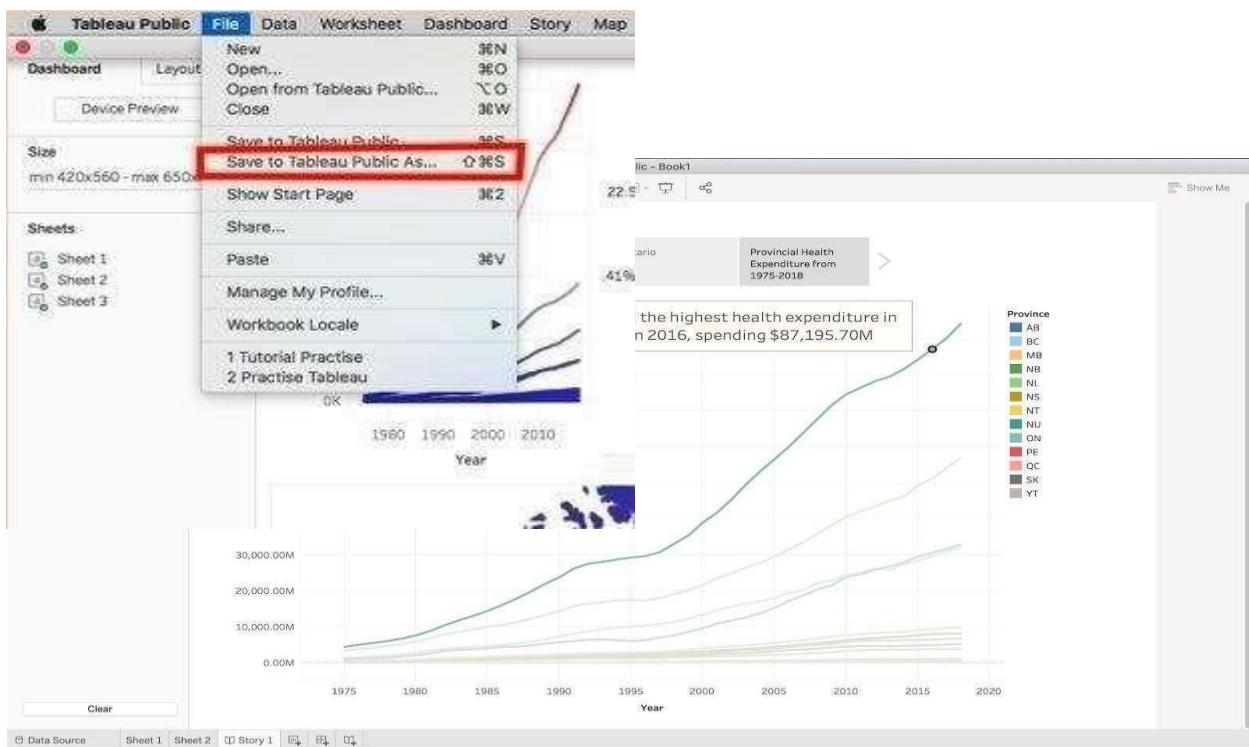 Tableau Public File Data Worksheet Dashboard Story Map
Dashboard Layout
Device Preview
Size
min 420x560 - max 650x
Sheets
Sheet 1
Sheet 2
Sheet 3
New ⌘N
Open... ⌘O
Open from Tableau Public... ⌥O
Close ⌘W
Save to Tableau Public ⌘S
Save to Tableau Public As... ⇧⌘S
Show Start Page ⌘2
Share...
Paste ⌘V
Manage My Profile...
Workbook Locale
1 Tutorial Practise
2 Practise Tableau
0K
1980 1990 2000 2010
Year
22.9
41%
lic - Book1
Show Me
tario
Provincial Health
Expenditure from
1975-2018
the highest health expenditure in
n 2016, spending $87,195.70M
Province
AB
BC
MB
NB
NL
NS
NT
NU
ON
PE
QC
SK
YT
30,000.00M
20,000.00M
10,000.00M
0.00M
1975 1980 1985 1990 1995 2000 2005 2010 2015 2020
Year
Clear
Data Source Sheet 1 Sheet 2 Story 1